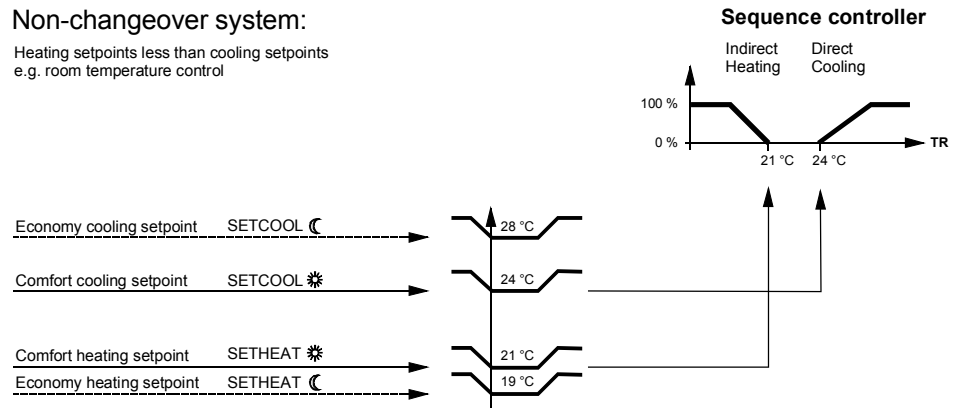 Non-changeover system:
Heating setpoints less than cooling setpoints
e.g. room temperature control
Sequence controller
Indirect Heating
Direct Cooling
100 %
0 %
TR
21 °C
24 °C
Economy cooling setpoint SETCOOL
28 °C
Comfort cooling setpoint SETCOOL
24 °C
Comfort heating setpoint SETHEAT
21 °C
Economy heating setpoint SETHEAT
19 °C